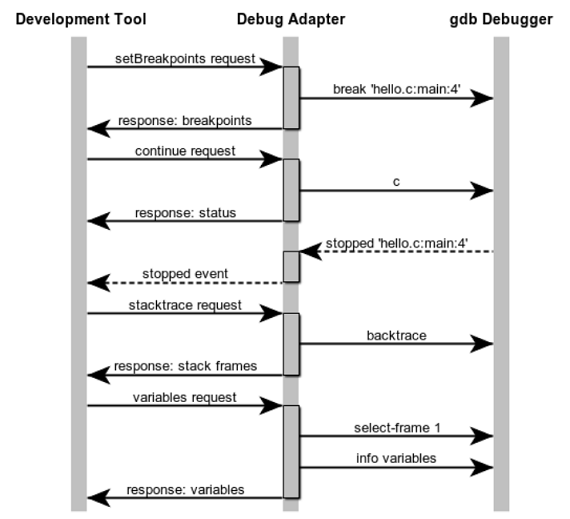 Development Tool
Debug Adapter
gdb Debugger
setBreakpoints request
break 'hello.c:main:4'
response: breakpoints
continue request
c
response: status
stopped 'hello.c:main:4'
stopped event
stacktrace request
backtrace
response: stack frames
variables request
select-frame 1
info variables
response: variables